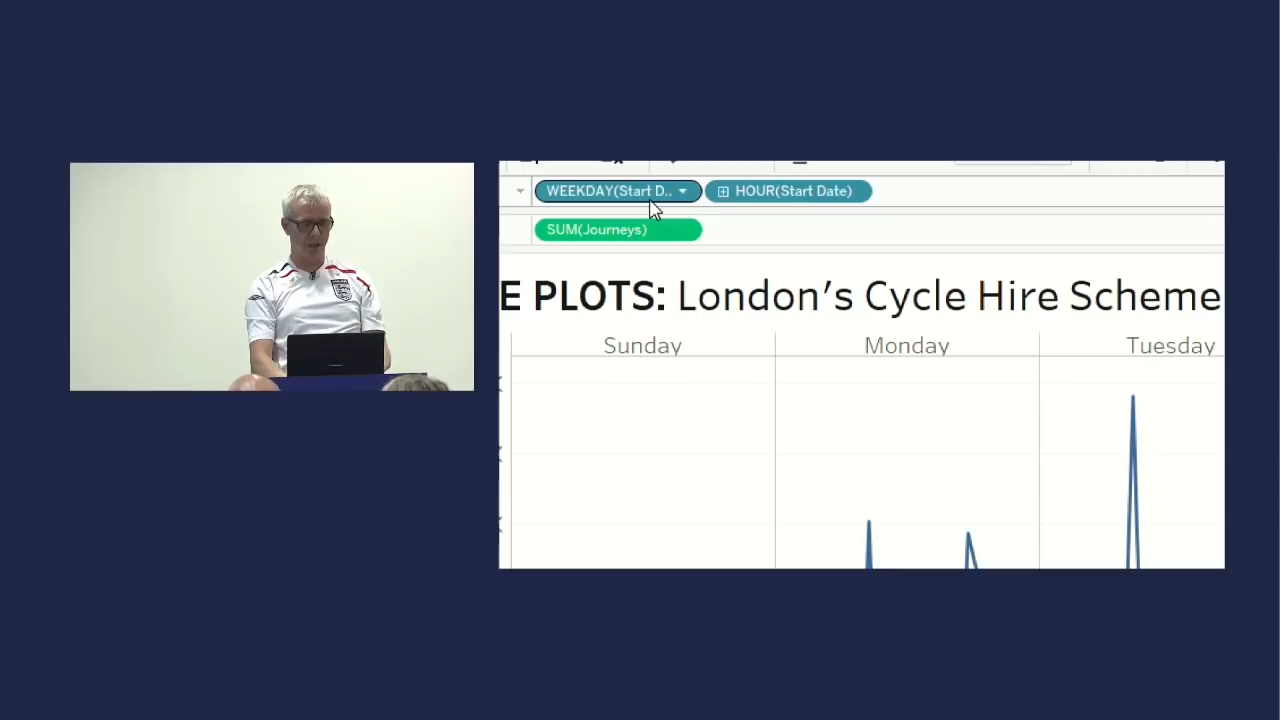 WEEKDAY(Start D.. HOUR(Start Date)
SUM(Journeys)
E PLOTS: London's Cycle Hire Scheme
Sunday Monday Tuesday